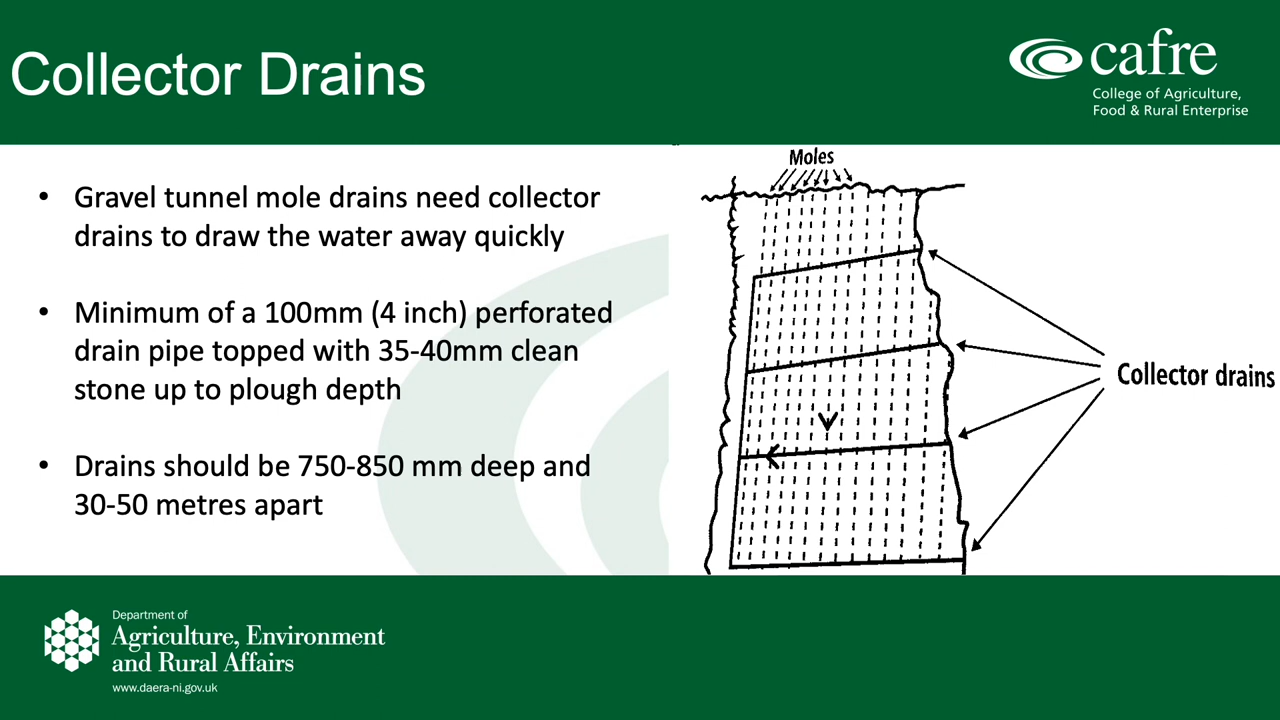 Collector Drains
cafre
College of Agriculture,
Food & Rural Enterprise
• Gravel tunnel mole drains need collector
drains to draw the water away quickly
• Minimum of a 100mm (4 inch) perforated
drain pipe topped with 35-40mm clean
stone up to plough depth
• Drains should be 750-850 mm deep and
30-50 metres apart
Moles
Collector drains
Department of
Agriculture, Environment
and Rural Affairs
www.daera-ni.gov.uk